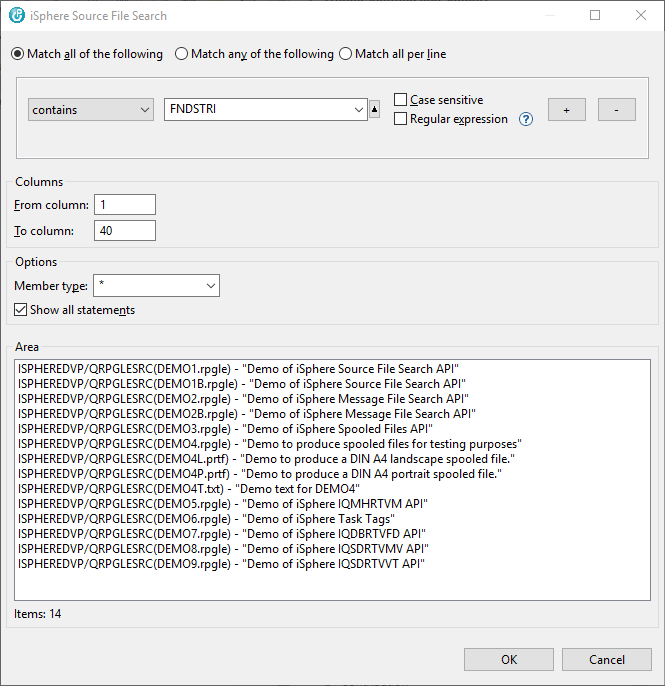 iSphere Source File Search
Match all of the following Match any of the following Match all per line
contains FNDSTRI Case sensitive + -
Regular expression ?
Columns
From column: 1
To column: 40
Options
Member type: *
Show all statements
Area
ISPHEREDVP/QRPGLESRC(DEMO1.rpgle) - "Demo of iSphere Source File Search API"
ISPHEREDVP/QRPGLESRC(DEMO1B.rpgle) - "Demo of iSphere Source File Search API"
ISPHEREDVP/QRPGLESRC(DEMO2.rpgle) - "Demo of iSphere Message File Search API"
ISPHEREDVP/QRPGLESRC(DEMO2B.rpgle) - "Demo of iSphere Message File Search API"
ISPHEREDVP/QRPGLESRC(DEMO3.rpgle) - "Demo of iSphere Spooled Files API"
ISPHEREDVP/QRPGLESRC(DEMO4.rpgle) - "Demo to produce spooled files for testing purposes"
ISPHEREDVP/QRPGLESRC(DEMO4L.prtf) - "Demo to produce a DIN A4 landscape spooled file."
ISPHEREDVP/QRPGLESRC(DEMO4P.prtf) - "Demo to produce a DIN A4 portrait spooled file."
ISPHEREDVP/QRPGLESRC(DEMO4T.txt) - "Demo text for DEMO4"
ISPHEREDVP/QRPGLESRC(DEMO5.rpgle) - "Demo of iSphere IQMHRTVM API"
ISPHEREDVP/QRPGLESRC(DEMO6.rpgle) - "Demo of iSphere Task Tags"
ISPHEREDVP/QRPGLESRC(DEMO7.rpgle) - "Demo of iSphere IQDBRTVFD API"
ISPHEREDVP/QRPGLESRC(DEMO8.rpgle) - "Demo of iSphere IQSDRTVMV API"
ISPHEREDVP/QRPGLESRC(DEMO9.rpgle) - "Demo of iSphere IQSDRTVVT API"
Items: 14
OK Cancel